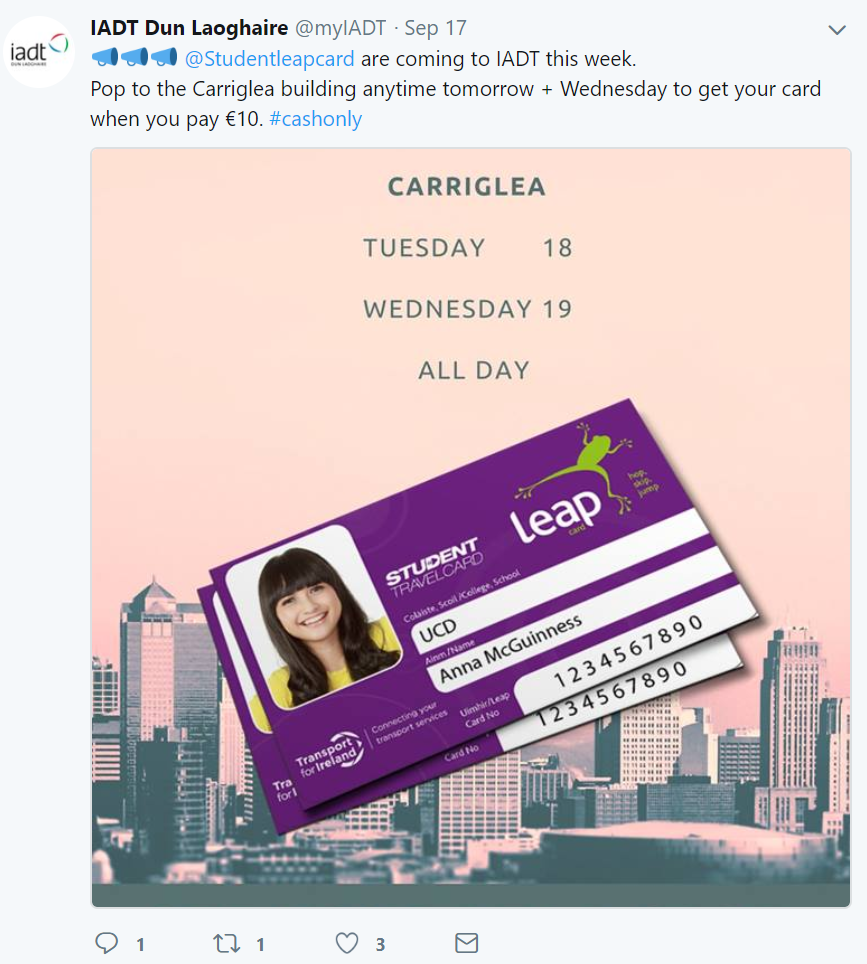 iadt
DUN LAOGHAIRE
IADT Dun Laoghaire @myIADT · Sep 17
📣📣📣 @Studentleapcard are coming to IADT this week.
Pop to the Carriglea building anytime tomorrow + Wednesday to get your card
when you pay €10. #cashonly
CARRIGLEA
TUESDAY 18
WEDNESDAY 19
ALL DAY
leap
card
hop,
skip,
jump
STUDENT
TRAVELCARD
Coláiste, Scoil /College, School
UCD
Ainm/Name
Anna McGuinness
Uimhir/Leap
Card No
1234567890
Transport
for Ireland
Connecting your
transport services
Card No
1234567890
Tra
for I
1
1
3